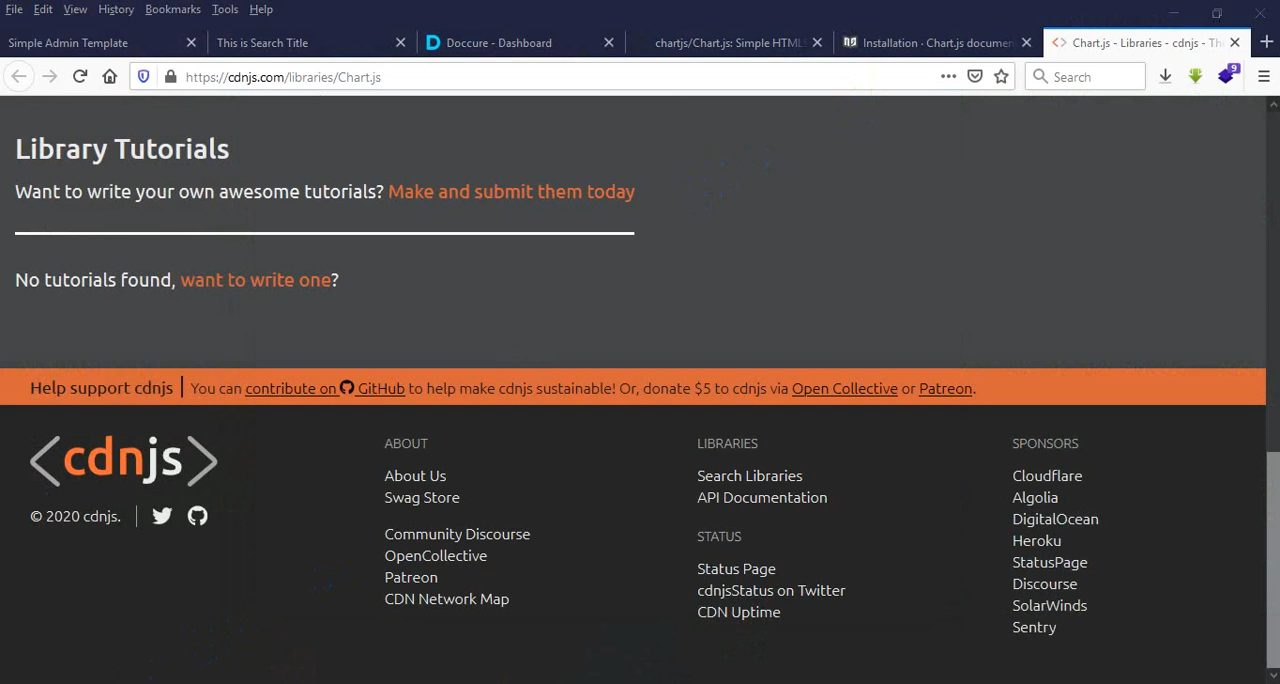 File Edit View History Bookmarks Tools Help
Simple Admin Template This is Search Title Doccure - Dashboard chartjs/Chart.js: Simple HTML5 Installation · Chart.js documen Chart.js - Libraries - cdnjs - The
https://cdnjs.com/libraries/Chart.js Search 9
Library Tutorials
Want to write your own awesome tutorials? Make and submit them today
No tutorials found, want to write one?
Help support cdnjs You can contribute on GitHub to help make cdnjs sustainable! Or, donate $5 to cdnjs via Open Collective or Patreon.
<cdnjs>
© 2020 cdnjs.
ABOUT
About Us
Swag Store
Community Discourse
OpenCollective
Patreon
CDN Network Map
LIBRARIES
Search Libraries
API Documentation
STATUS
Status Page
cdnjsStatus on Twitter
CDN Uptime
SPONSORS
Cloudflare
Algolia
DigitalOcean
Heroku
StatusPage
Discourse
SolarWinds
Sentry